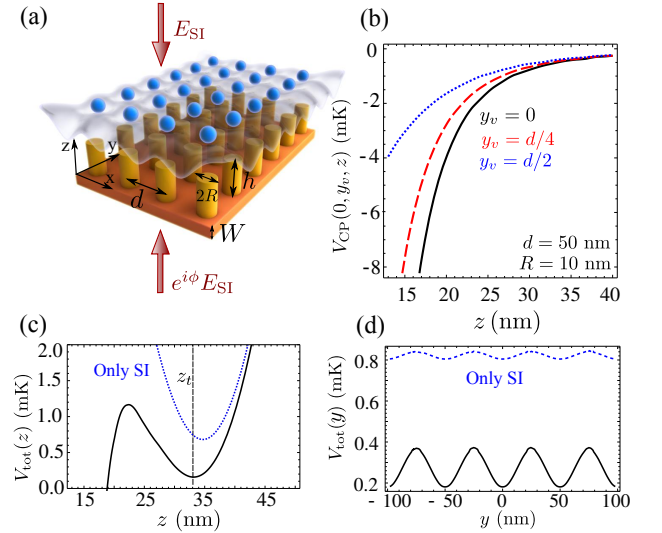 (a)
E_SI
z
y
x
d
2R
h
W
e^{iϕ}E_SI
(b)
V_CP(0, y_v, z) (mK)
0
-2
-4
-6
-8
y_v = 0
y_v = d/4
y_v = d/2
d = 50 nm
R = 10 nm
15 20 25 30 35 40
z (nm)
(c)
V_tot(z) (mK)
2.0
1.5
1.0
0.5
0.0
Only SI
z_t
15 25 35 45
z (nm)
(d)
V_tot(y) (mK)
0.8
0.6
0.4
0.2
Only SI
- 100 - 50 0 50 100
y (nm)